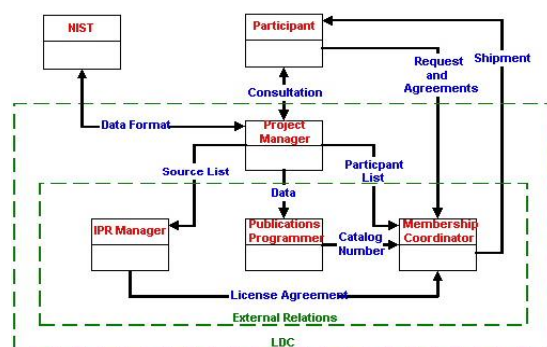 NIST
Participant
Request
and
Agreements
Shipment
Consultation
Data Format
Project
Manager
Source List
Particpant
List
Data
IPR Manager
Publications
Programmer
Catalog
Number
Membership
Coordinator
License Agreement
External Relations
LDC